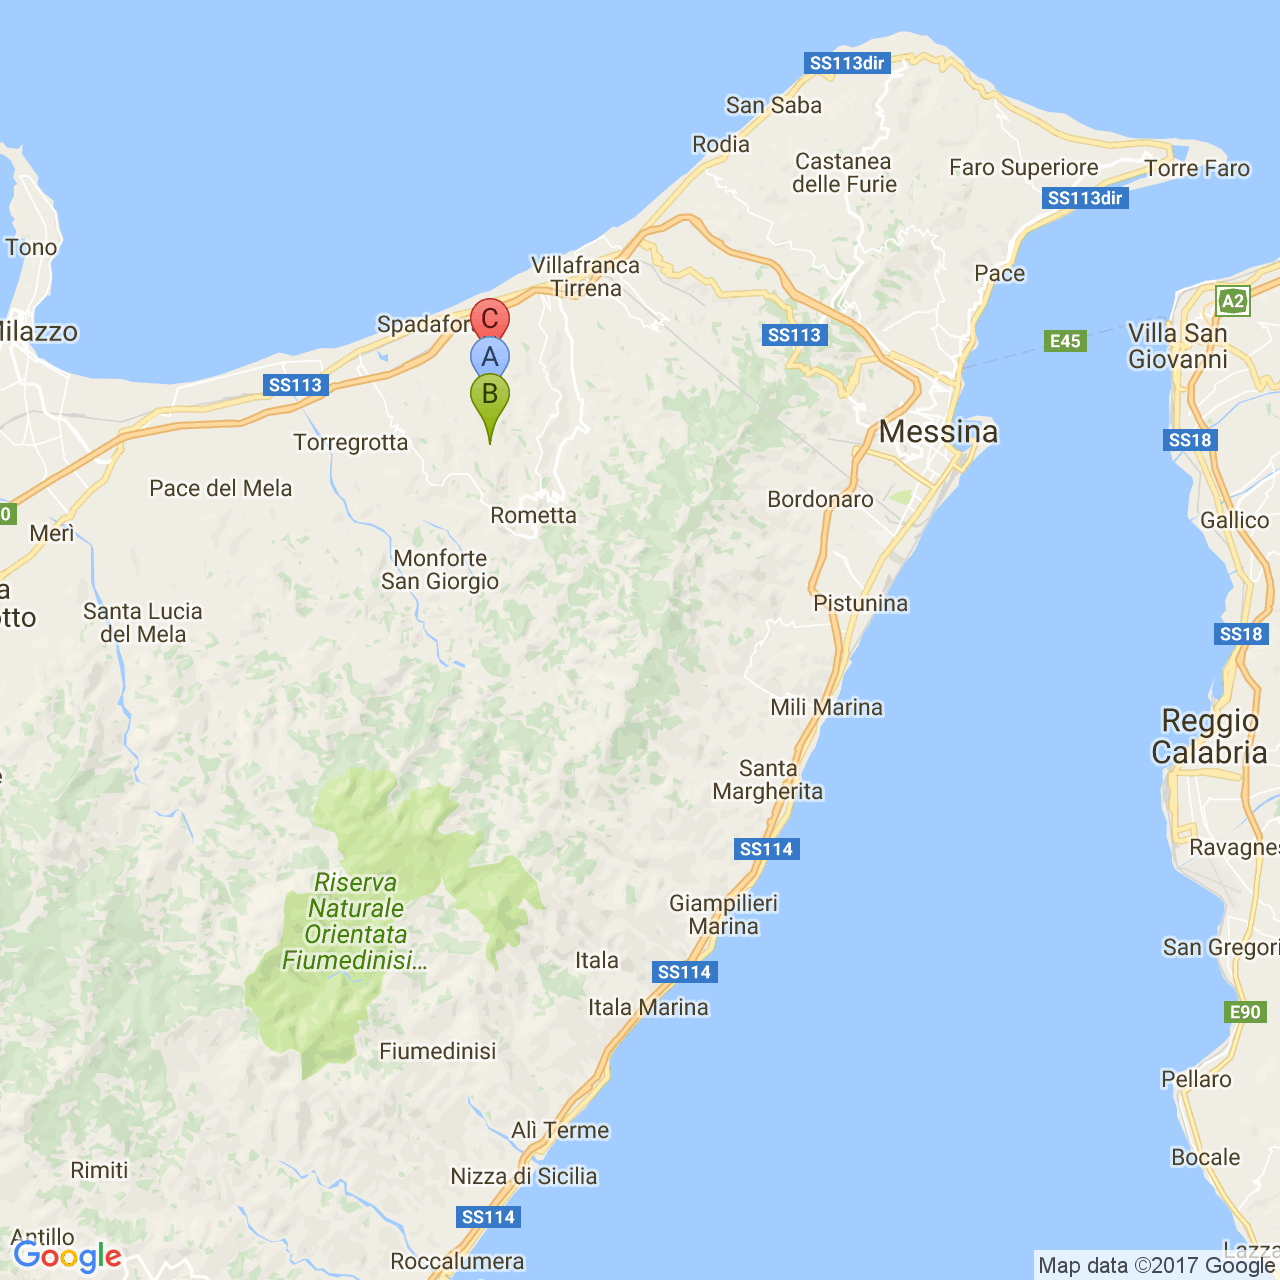 SS113dir
San Saba
Rodia
Castanea
delle Furie
Faro Superiore
Torre Faro
SS113dir
Tono
Villafranca
Tirrena
Pace
A2
C
Spadafor
Milazzo
SS113
E45
Villa San
Giovanni
A
SS113
B
Torregrotta
Messina
SS18
Pace del Mela
Bordonaro
Rometta
0
Merì
Gallico
Monforte
San Giorgio
a
otto
Santa Lucia
del Mela
Pistunina
SS18
Mili Marina
Reggio
Calabria
Santa
Margherita
e
SS114
Ravagnes
Riserva
Naturale
Orientata
Fiumedinisi...
Giampilieri
Marina
San Gregori
Itala
SS114
Itala Marina
E90
Fiumedinisi
Pellaro
Alì Terme
Rimiti
Nizza di Sicilia
Bocale
SS114
Antillo
Google
Roccalumera
Lazza
Map data ©2017 Google